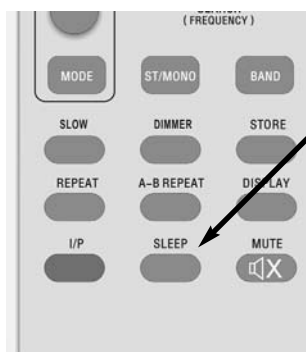 (FREQUENCY)
MODE ST/MONO BAND
SLOW DIMMER STORE
REPEAT A-B REPEAT DISPLAY
I/P SLEEP MUTE